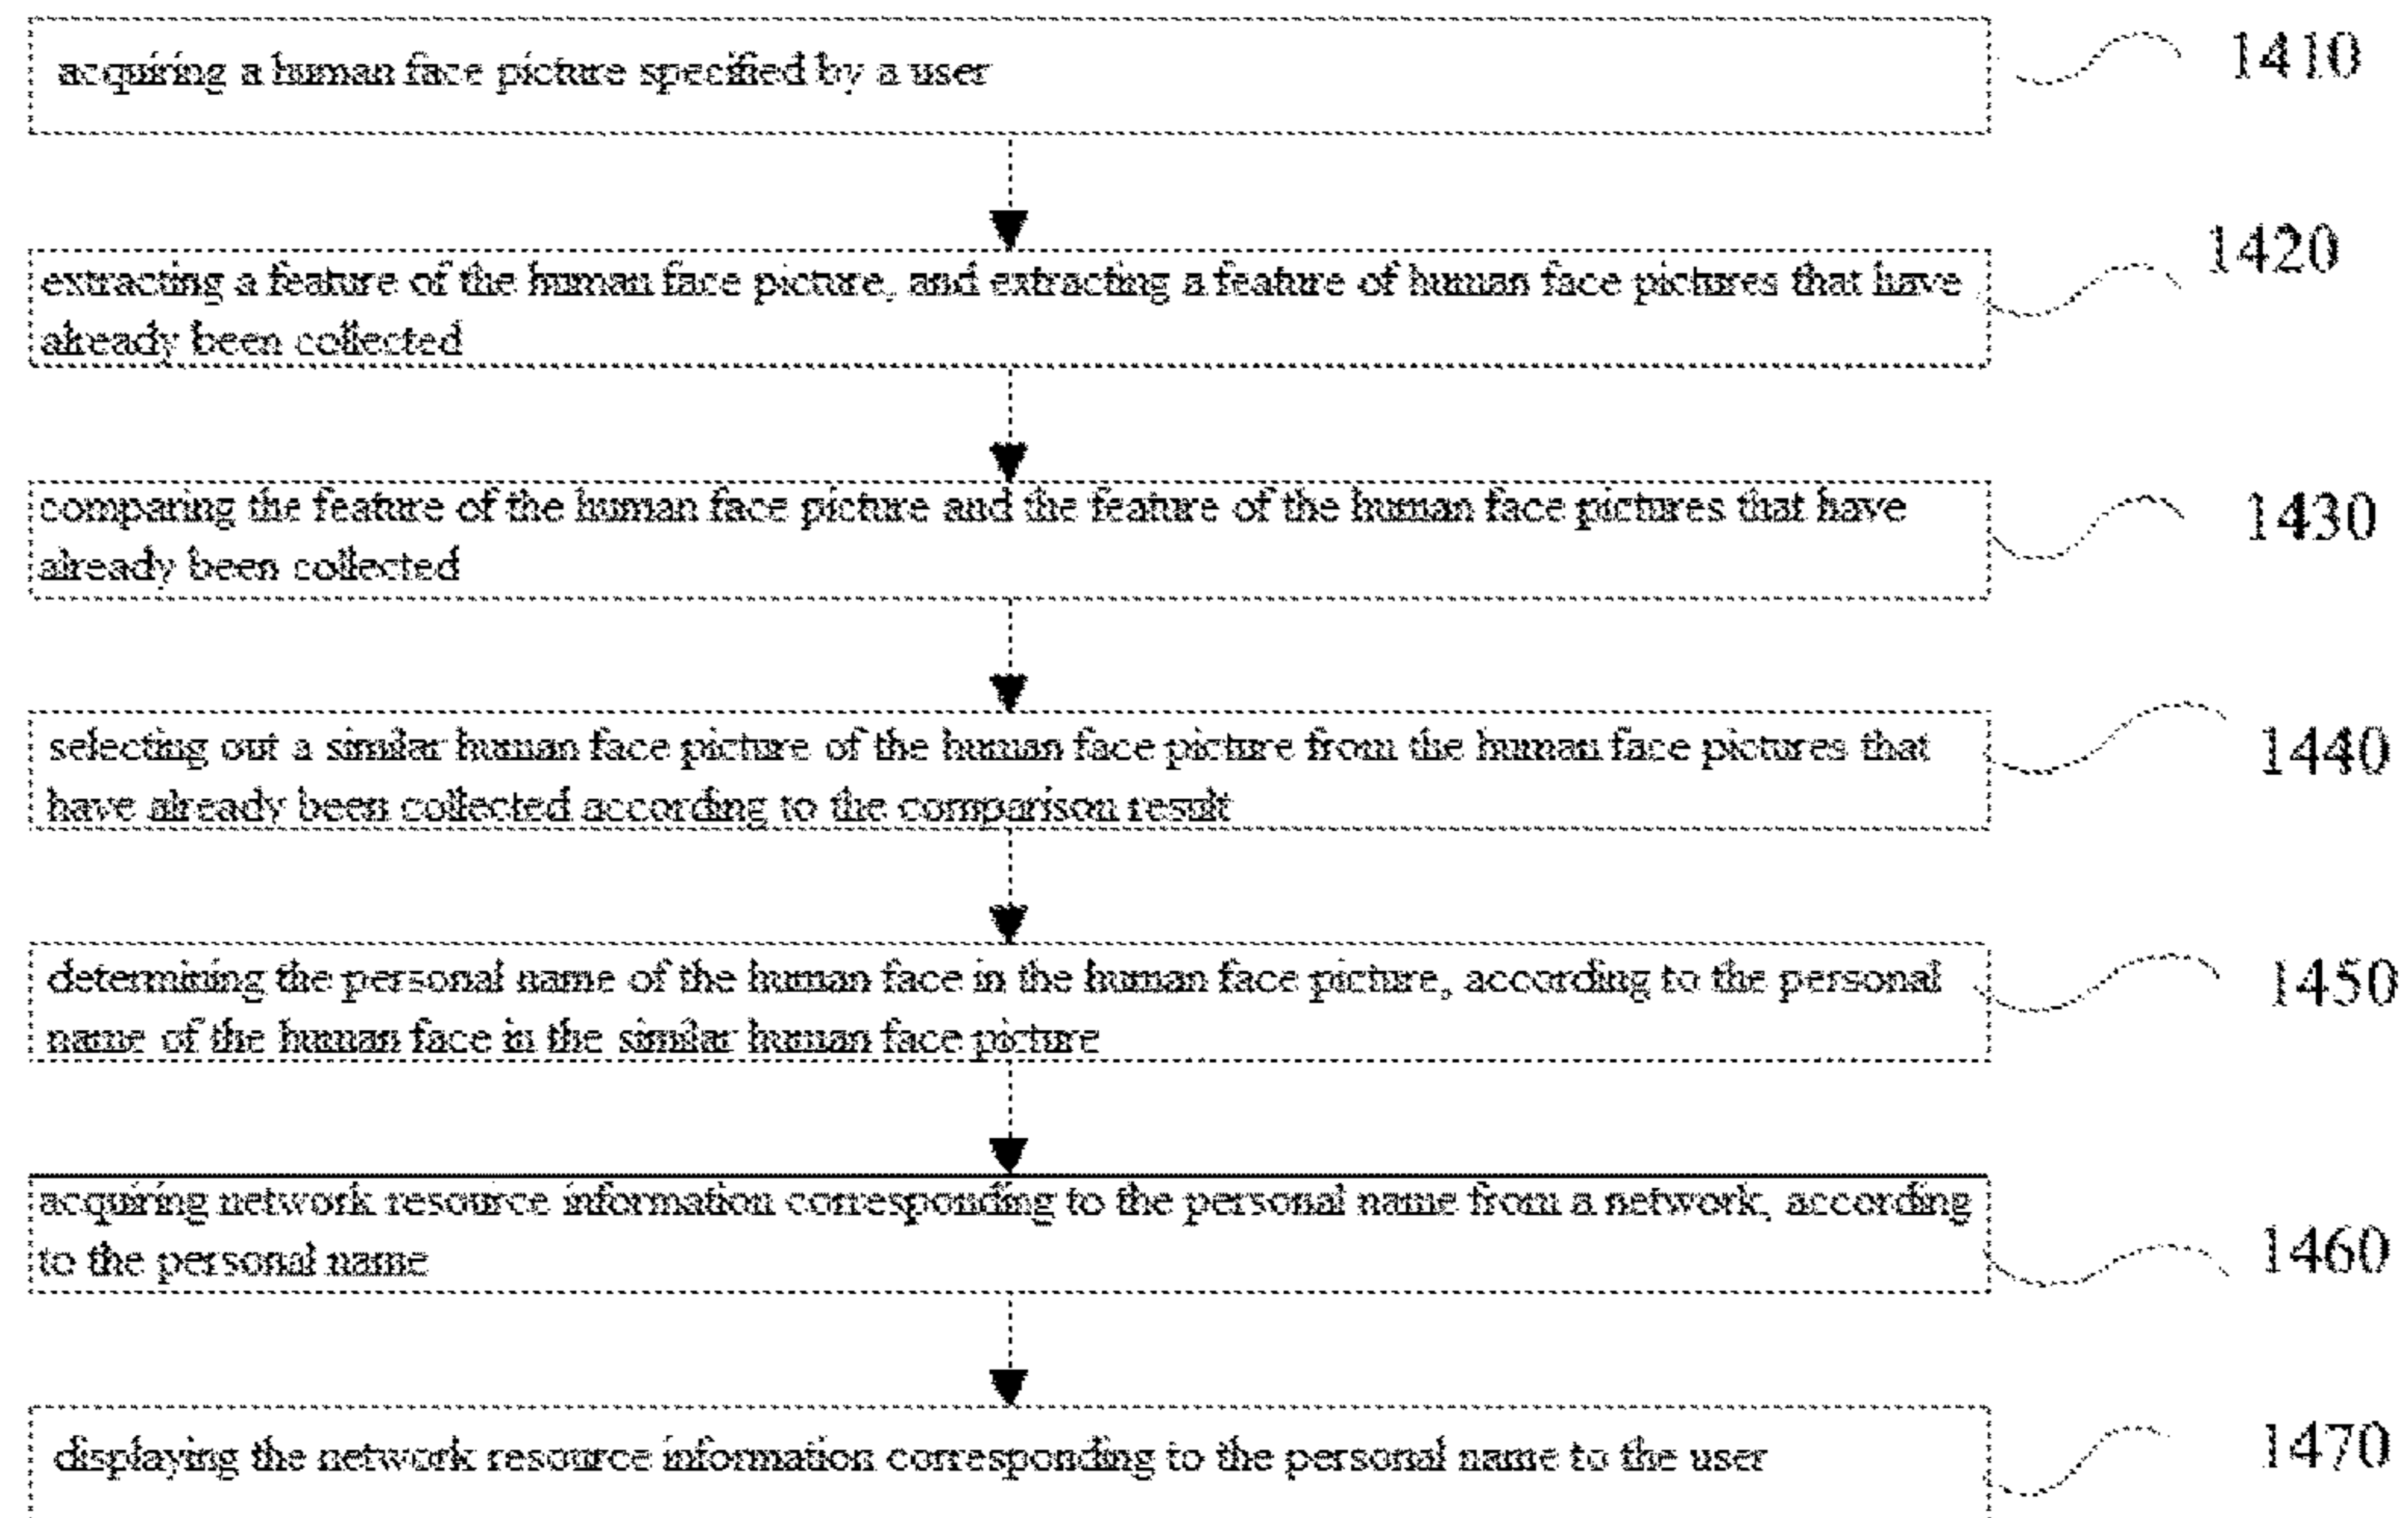 acquiring a human face picture specified by a user
1410
extracting a feature of the human face picture, and extracting a feature of human face pictures that have
already been collected
1420
comparing the feature of the human face picture and the feature of the human face pictures that have
already been collected
1430
selecting out a similar human face picture of the human face picture from the human face pictures that
have already been collected according to the comparison result
1440
determining the personal name of the human face in the human face picture, according to the personal
name of the human face in the similar human face picture
1450
acquiring network resource information corresponding to the personal name from a network, according
to the personal name
1460
displaying the network resource information corresponding to the personal name to the user
1470